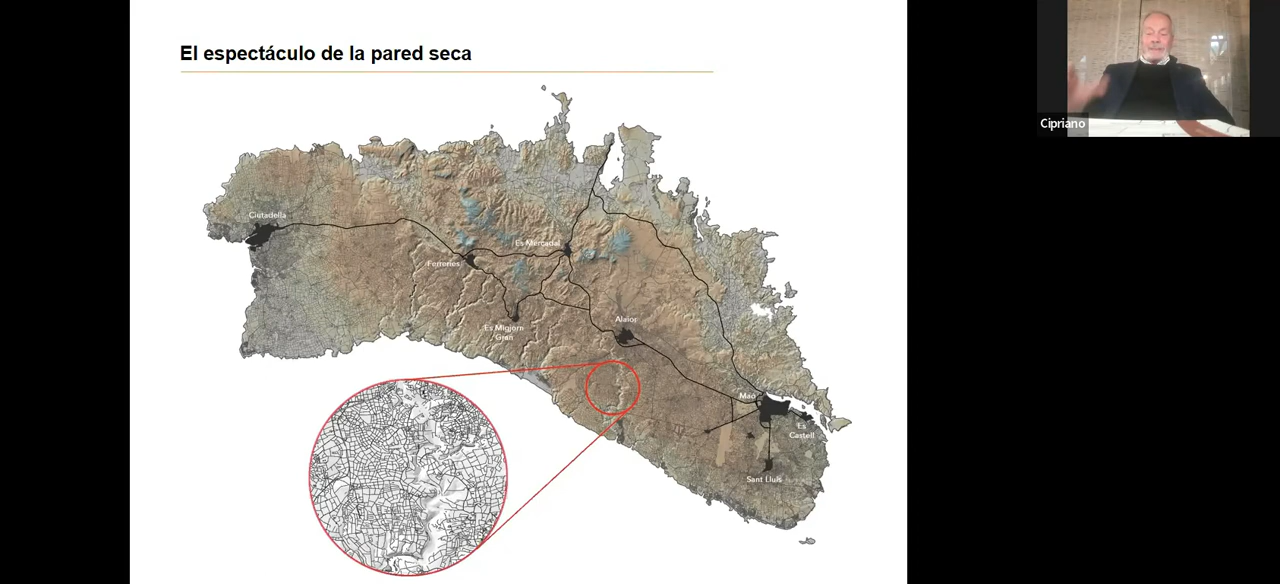 El espectáculo de la pared seca
Cipriano
Ciutadella
Es Mercadal
Ferreries
Alaior
Es Migjorn
Gran
Maó
Es
Castell
Sant Lluís